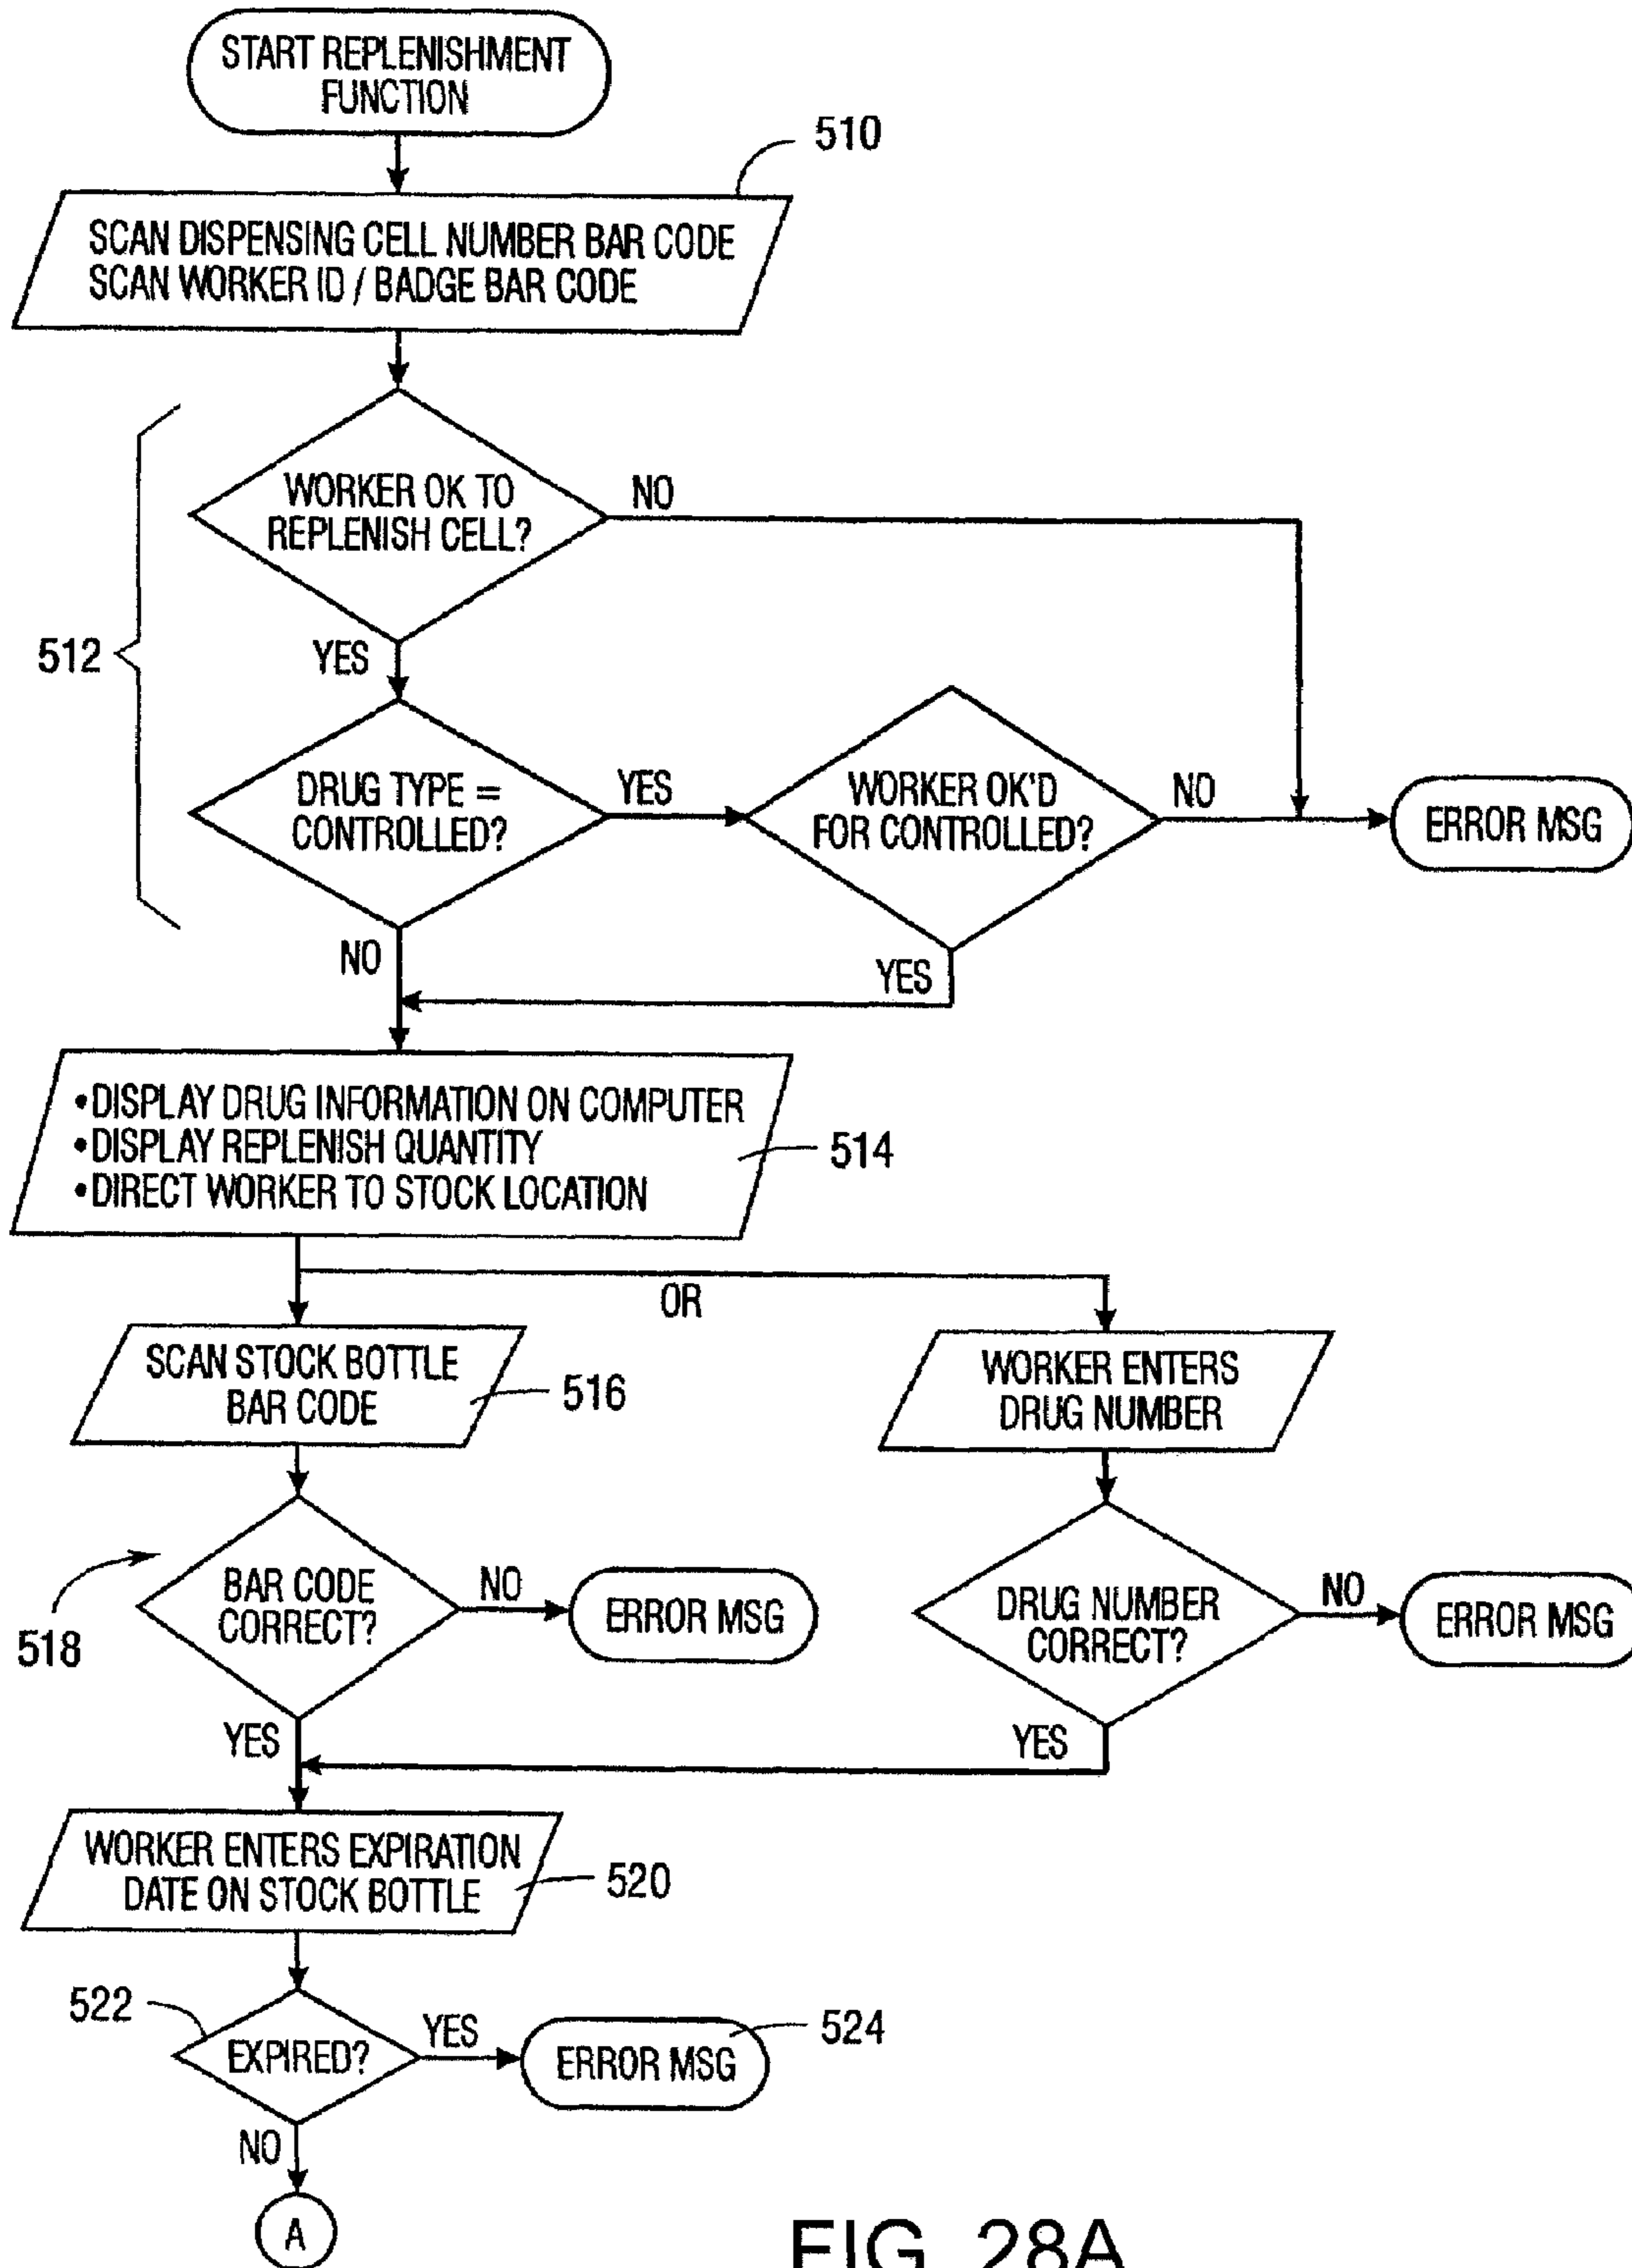 START REPLENISHMENT
FUNCTION
510
SCAN DISPENSING CELL NUMBER BAR CODE
SCAN WORKER ID / BADGE BAR CODE
512
WORKER OK TO
REPLENISH CELL?
NO
YES
DRUG TYPE =
CONTROLLED?
YES
WORKER OK'D
FOR CONTROLLED?
NO
ERROR MSG
NO
YES
•DISPLAY DRUG INFORMATION ON COMPUTER
•DISPLAY REPLENISH QUANTITY
•DIRECT WORKER TO STOCK LOCATION
514
OR
SCAN STOCK BOTTLE
BAR CODE
516
WORKER ENTERS
DRUG NUMBER
518
BAR CODE
CORRECT?
NO
ERROR MSG
DRUG NUMBER
CORRECT?
NO
ERROR MSG
YES
YES
WORKER ENTERS EXPIRATION
DATE ON STOCK BOTTLE
520
522
EXPIRED?
YES
ERROR MSG
524
NO
A
FIG. 28A